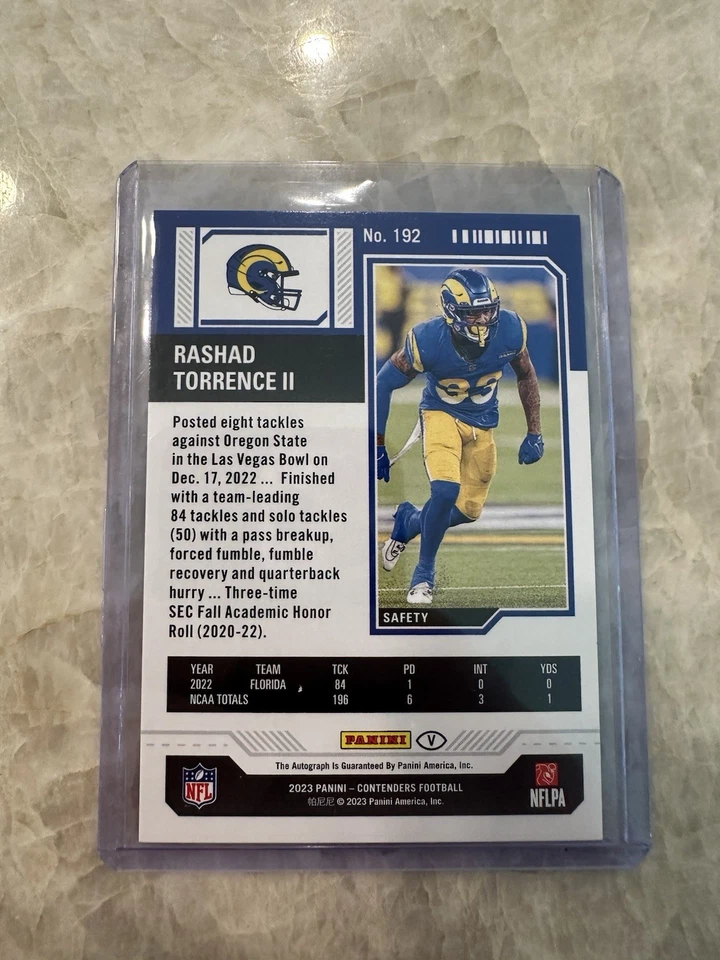 No. 192
RASHAD
TORRENCE II
Posted eight tackles
against Oregon State
in the Las Vegas Bowl on
Dec. 17, 2022 ... Finished
with a team-leading
84 tackles and solo tackles
(50) with a pass breakup,
forced fumble, fumble
recovery and quarterback
hurry ... Three-time
SEC Fall Academic Honor
Roll (2020-22).
SAFETY
YEAR TEAM TCK PD INT YDS
2022 FLORIDA 84 1 0 0
NCAA TOTALS 196 6 3 1
PANINI V
The Autograph Is Guaranteed By Panini America, Inc.
NFL
2023 PANINI – CONTENDERS FOOTBALL
帕尼尼 © 2023 Panini America, Inc.
NFLPA